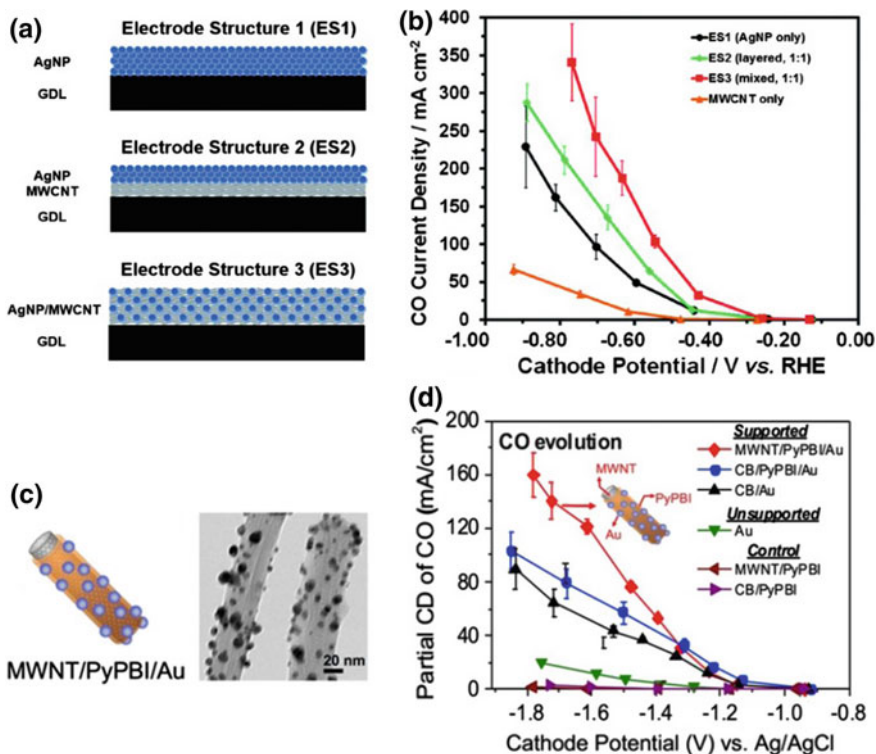 (a)
Electrode Structure 1 (ES1)
AgNP
GDL
Electrode Structure 2 (ES2)
AgNP
MWCNT
GDL
Electrode Structure 3 (ES3)
AgNP/MWCNT
GDL
(b)
CO Current Density / mA cm⁻²
400
350
300
250
200
150
100
50
0
ES1 (AgNP only)
ES2 (layered, 1:1)
ES3 (mixed, 1:1)
MWCNT only
-1.00 -0.80 -0.60 -0.40 -0.20 0.00
Cathode Potential / V vs. RHE
(c)
MWNT/PyPBI/Au
20 nm
(d)
Partial CD of CO (mA/cm²)
200
160
120
80
40
0
CO evolution
MWNT
PyPBI
Au
Supported
MWNT/PyPBI/Au
CB/PyPBI/Au
CB/Au
Unsupported
Au
Control
MWNT/PyPBI
CB/PyPBI
-1.8 -1.6 -1.4 -1.2 -1.0 -0.8
Cathode Potential (V) vs. Ag/AgCl